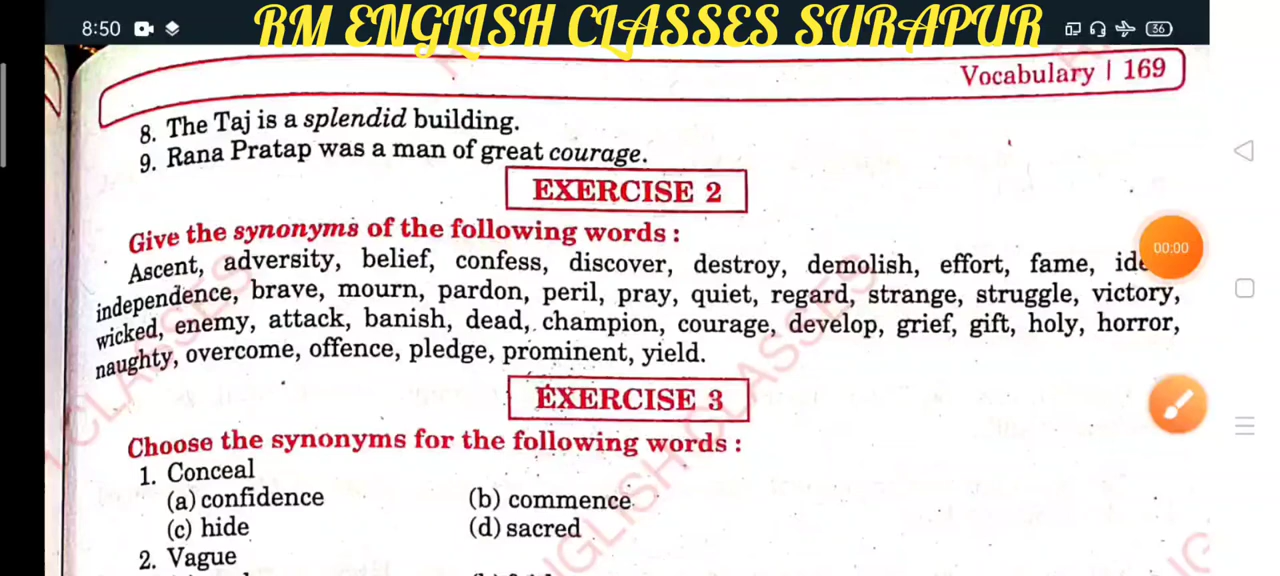 RM ENGLISH CLASSES SURAPUR
8:50
36
Vocabulary | 169
8. The Taj is a splendid building.
9. Rana Pratap was a man of great courage.
EXERCISE 2
Give the synonyms of the following words :
Ascent, adversity, belief, confess, discover, destroy, demolish, effort, fame,
00:00
independence, brave, mourn, pardon, peril, pray, quiet, regard, strange, struggle, victory,
wicked, enemy, attack, banish, dead, champion, courage, develop, grief, gift, holy, horror,
naughty, overcome, offence, pledge, prominent, yield.
EXERCISE 3
Choose the synonyms for the following words :
1. Conceal
(a) confidence (b) commence
(c) hide (d) sacred
2. Vague